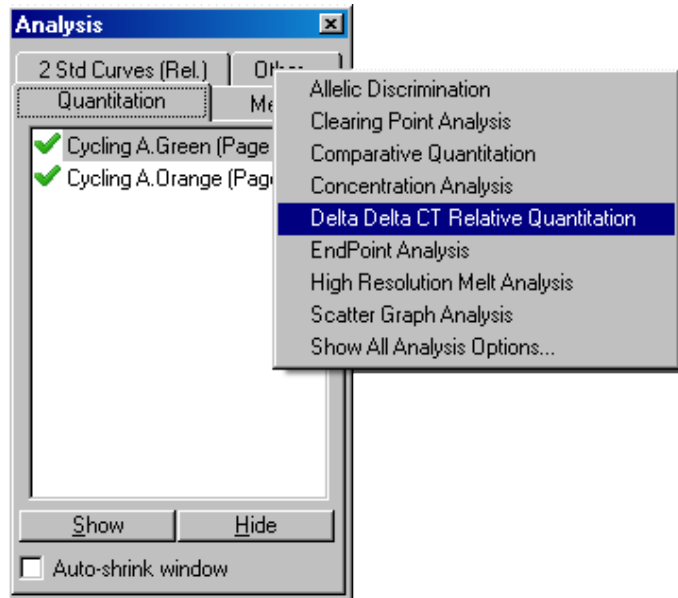 Analysis
2 Std Curves (Rel.)
Quantitation
Cycling A.Green (Page
Cycling A.Orange
Allelic Discrimination
Clearing Point Analysis
Comparative Quantitation
Concentration Analysis
Delta Delta CT Relative Quantitation
EndPoint Analysis
High Resolution Melt Analysis
Scatter Graph Analysis
Show All Analysis Options...
Show
Hide
Auto-shrink window